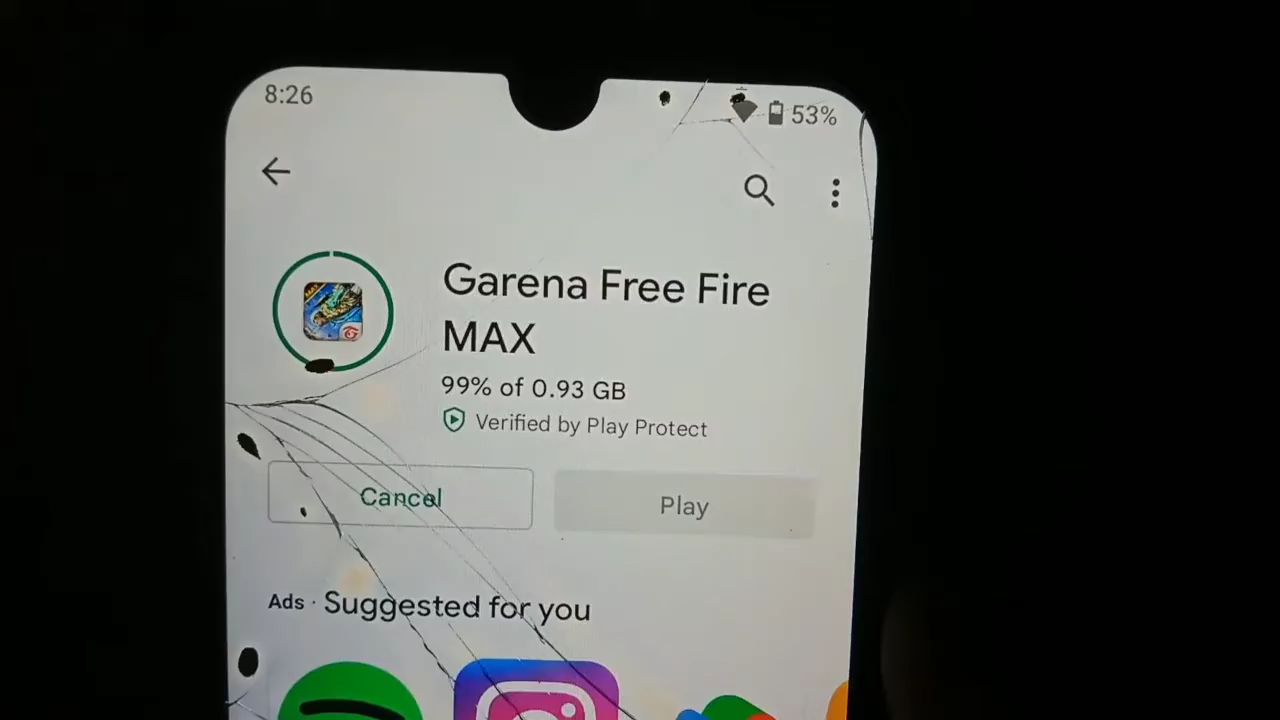 8:26
53%
Garena Free Fire
MAX
99% of 0.93 GB
Verified by Play Protect
Cancel
Play
Ads · Suggested for you